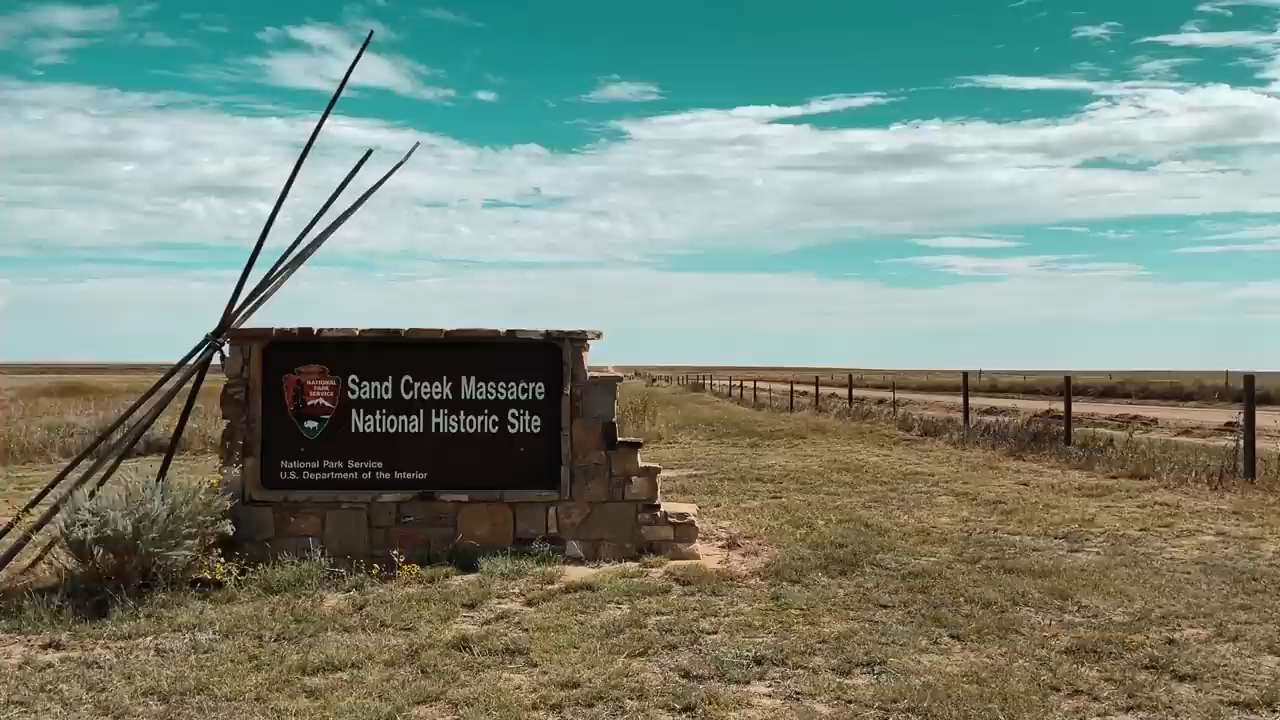 NATIONAL
PARK
SERVICE
Sand Creek Massacre
National Historic Site
National Park Service
U.S. Department of the Interior